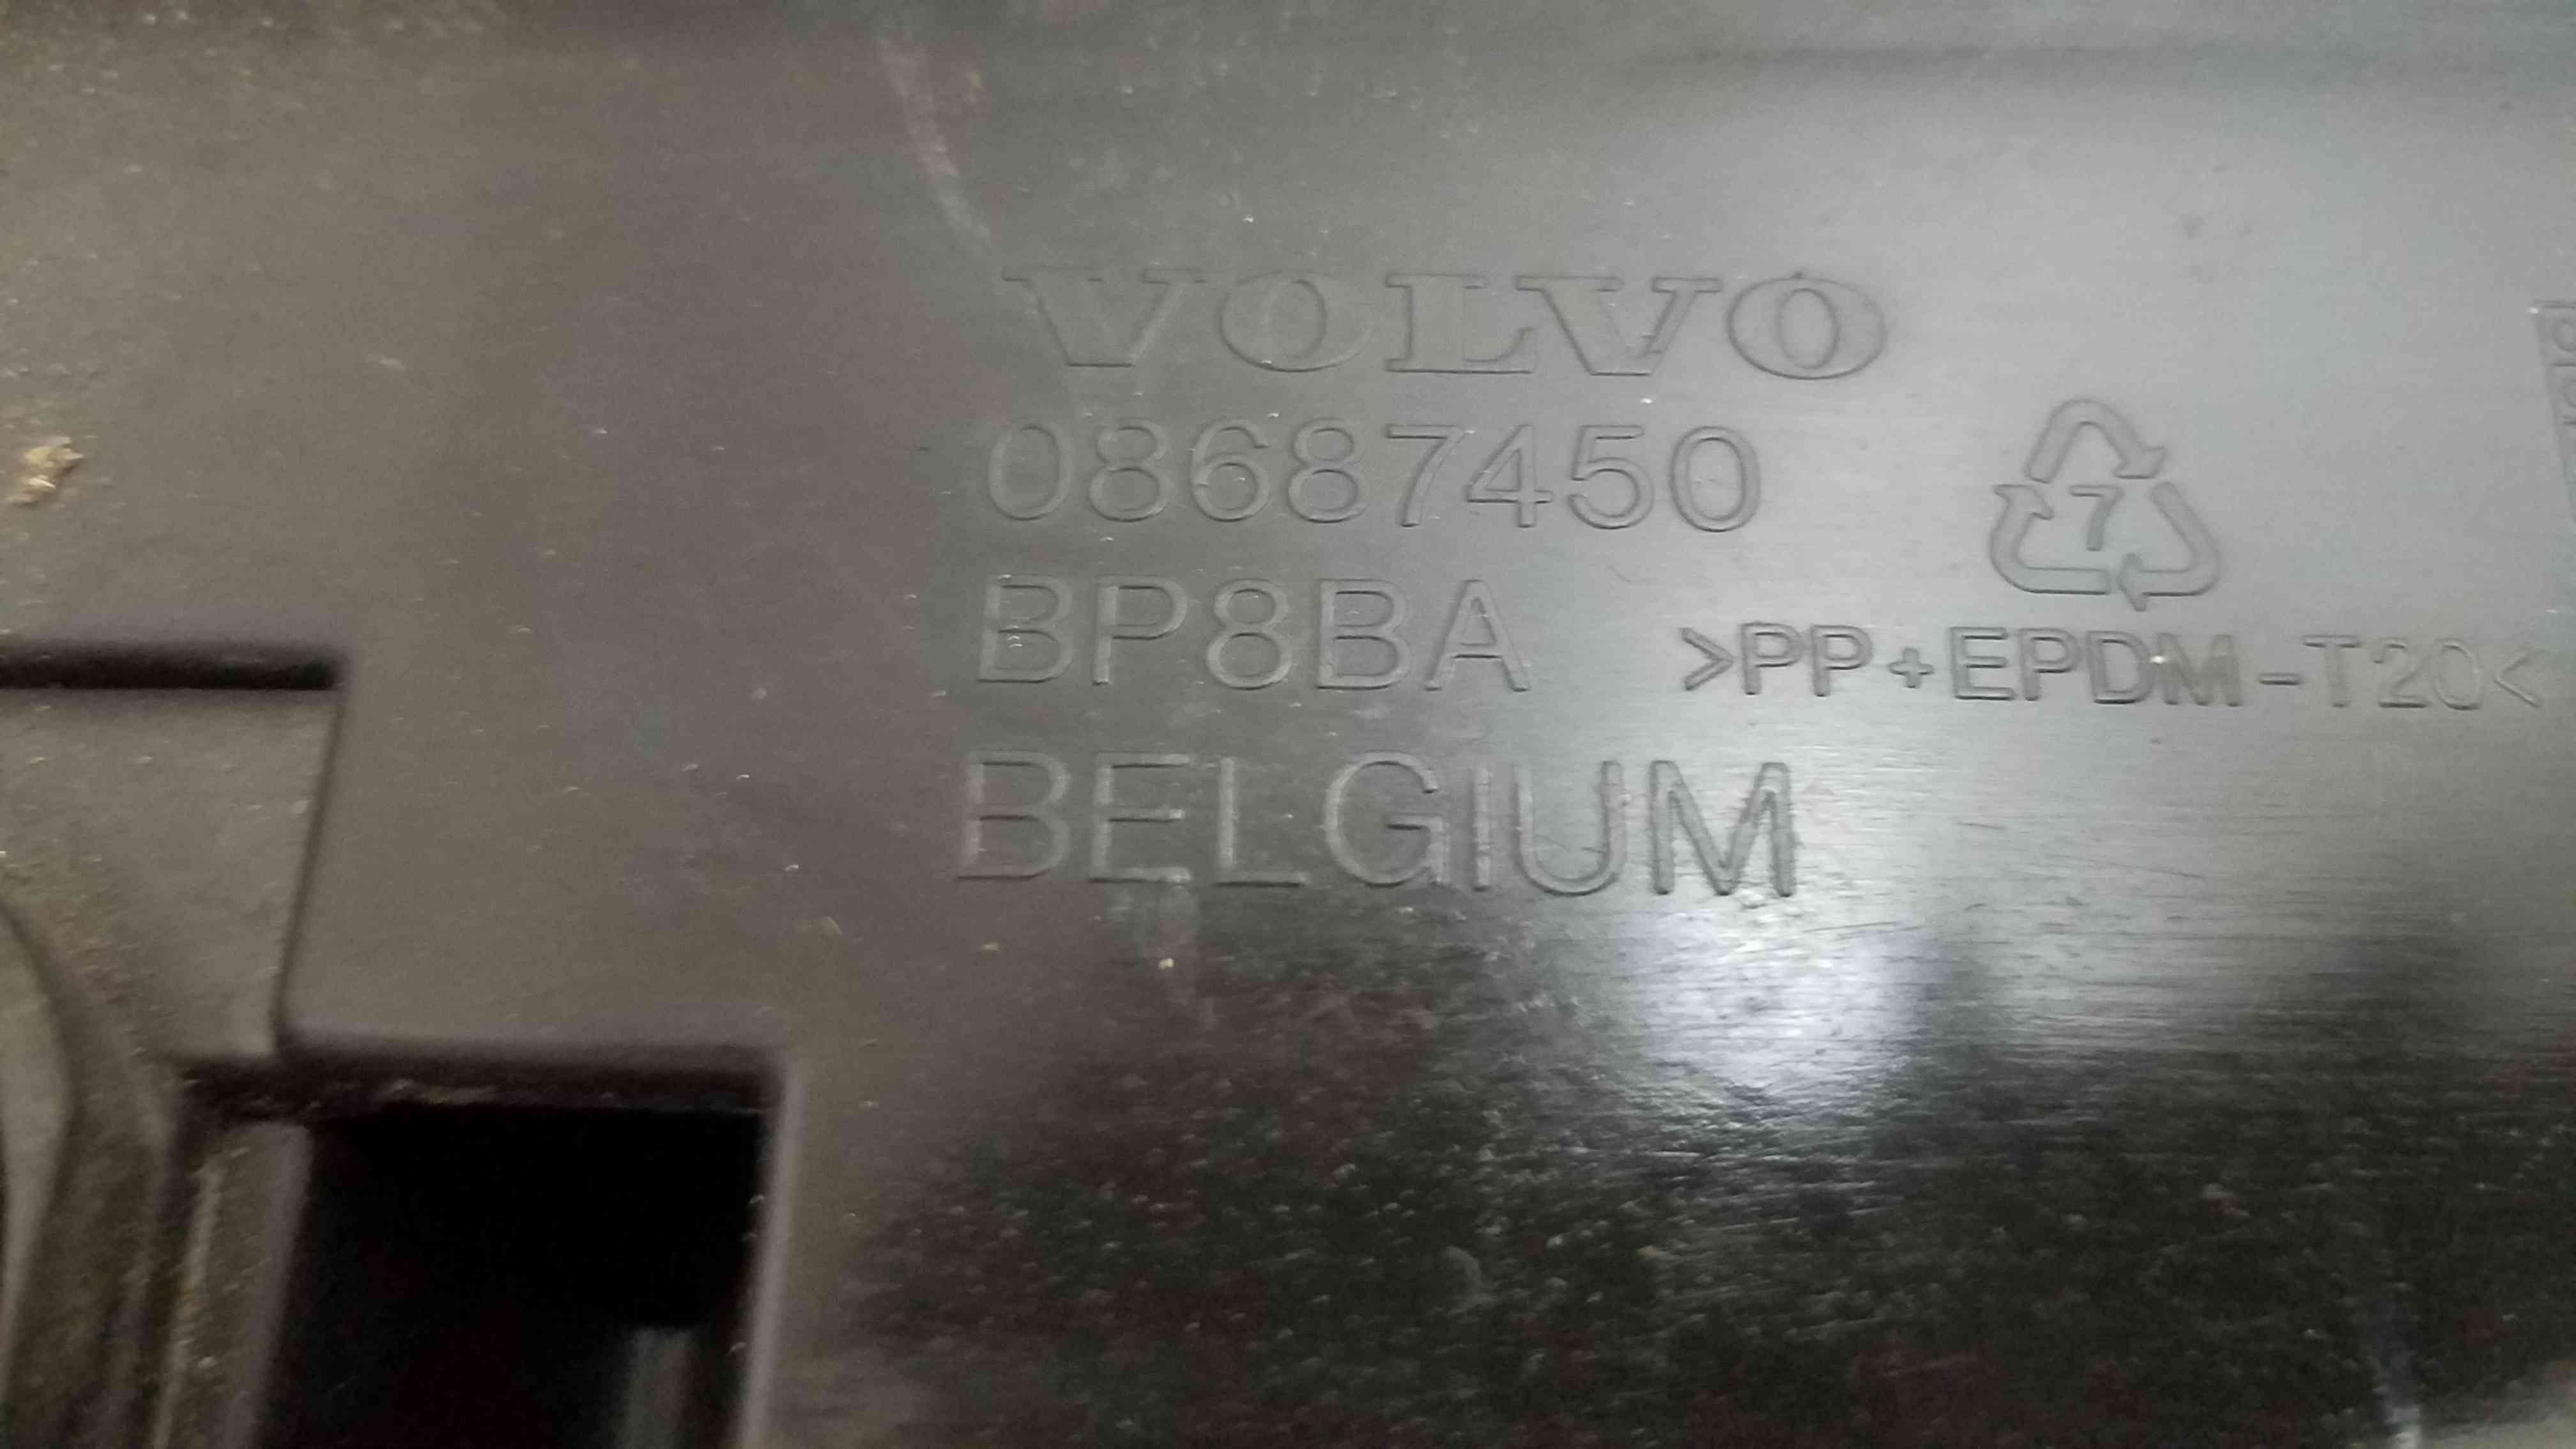 VOLVO
08687450
7
BP8BA
>PP+EPDM-T20<
BELGIUM